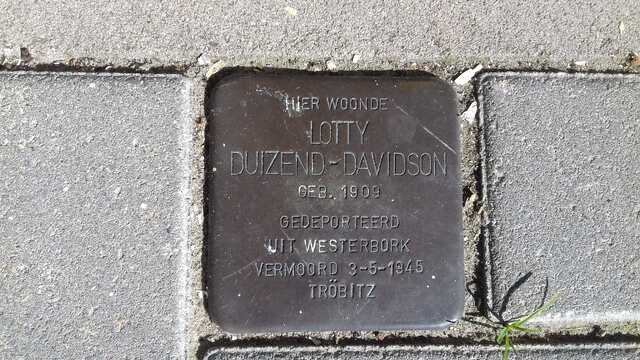 HIER WOONDE
LOTTY
DUIZEND-DAVIDSON
GEB. 1909
GEDEPORTEERD
UIT WESTERBORK
VERMOORD 3-5-1945
TRÖBITZ